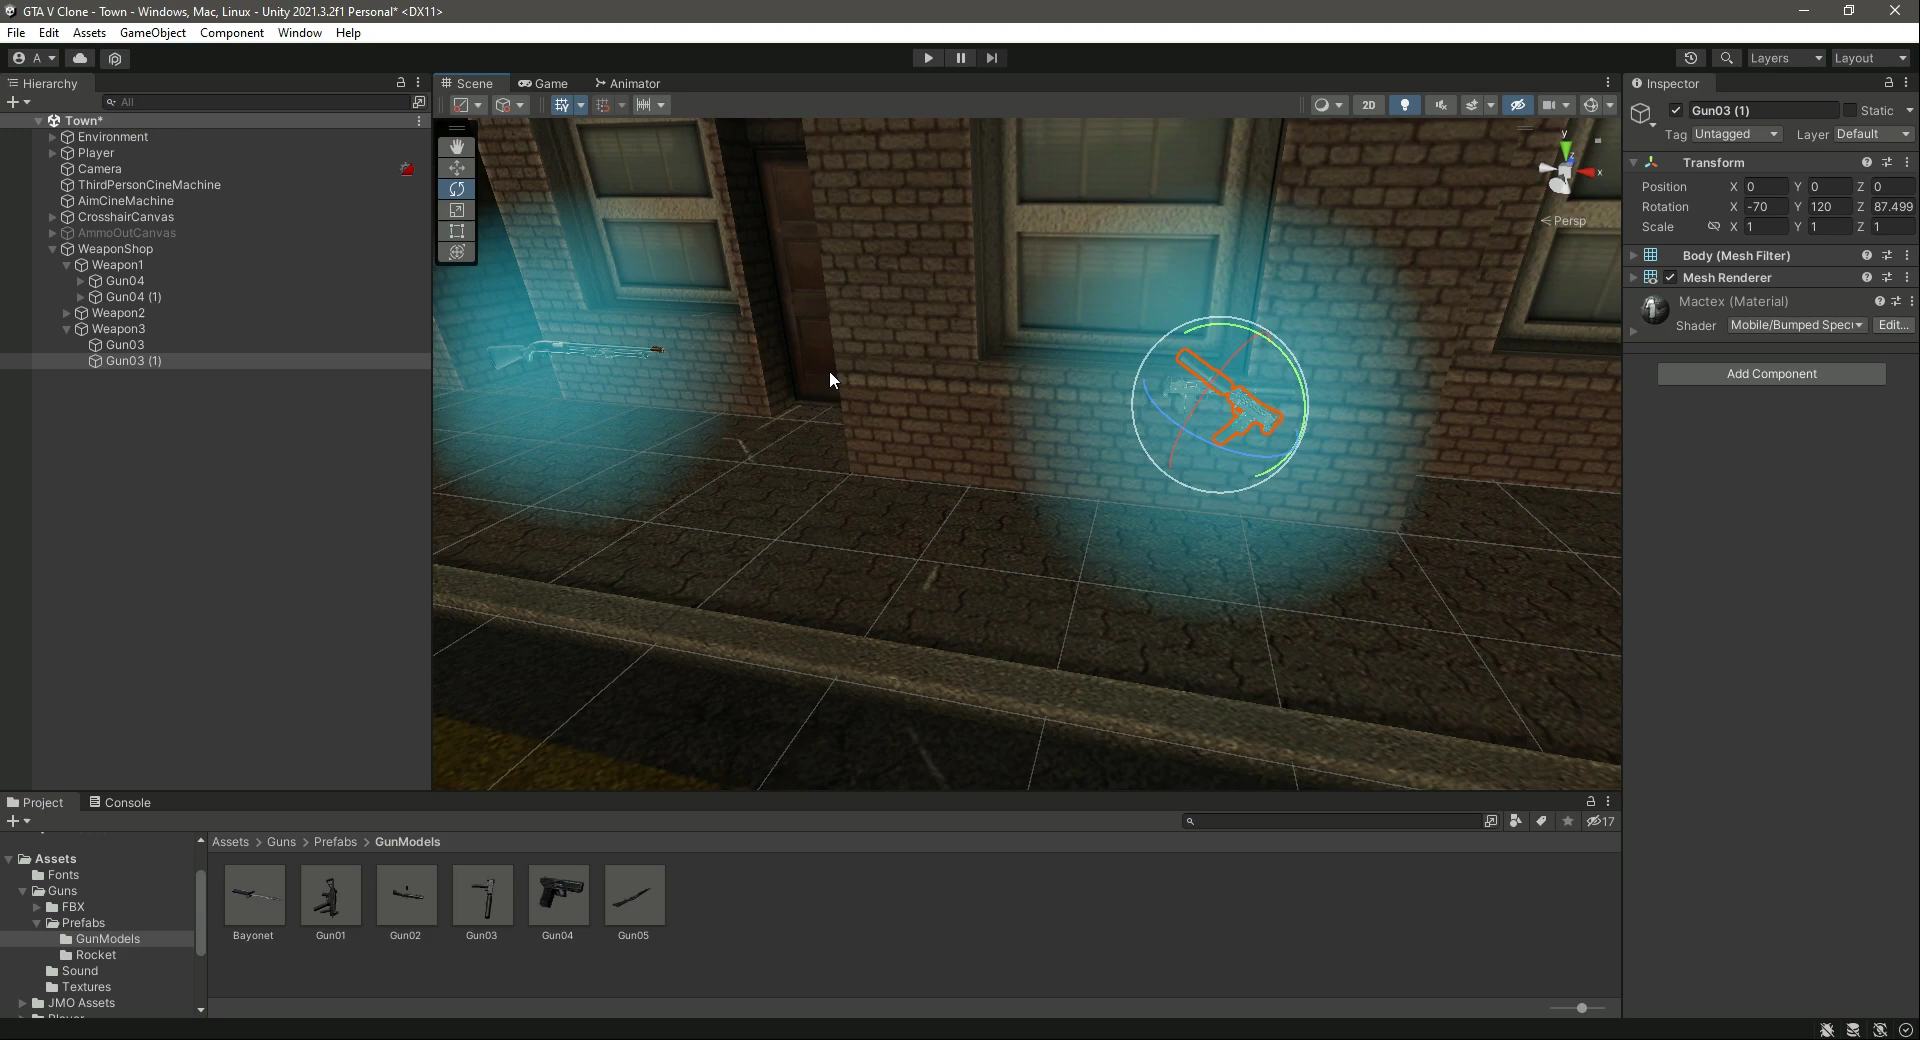 GTA V Clone - Town - Windows, Mac, Linux - Unity 2021.3.2f1 Personal* <DX11>
File Edit Assets GameObject Component Window Help
A Layers Layout
Hierarchy
All
Town*
Environment
Player
Camera
ThirdPersonCineMachine
AimCineMachine
CrosshairCanvas
AmmoOutCanvas
WeaponShop
Weapon1
Gun04
Gun04 (1)
Weapon2
Weapon3
Gun03
Gun03 (1)
Scene Game Animator
2D
y
z
x
Persp
Inspector
Gun03 (1) Static
Tag Untagged Layer Default
Transform
Position X 0 Y 0 Z 0
Rotation X -70 Y 120 Z 87.499
Scale X 1 Y 1 Z 1
Body (Mesh Filter)
Mesh Renderer
Mactex (Material)
Shader Mobile/Bumped Spec Edit...
Add Component
Project Console
17
Assets
Fonts
Guns
FBX
Prefabs
GunModels
Rocket
Sound
Textures
JMO Assets
Assets > Guns > Prefabs > GunModels
Bayonet Gun01 Gun02 Gun03 Gun04 Gun05